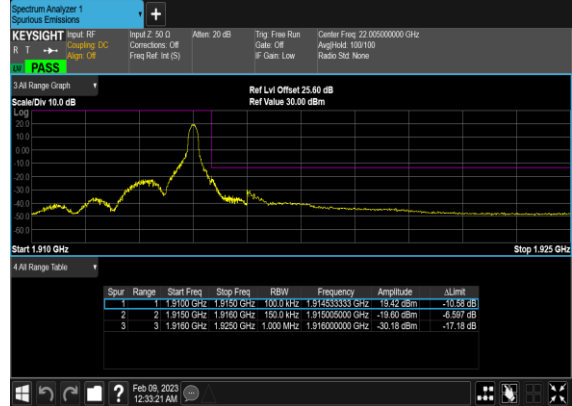 Spectrum Analyzer 1
Spurious Emissions
+
KEYSIGHT Input: RF
R T Coupling: DC
Align: Off
Input Z: 50 Ω
Corrections: Off
Freq Ref: Int (S)
Atten: 20 dB
Trig: Free Run
Gate: Off
IF Gain: Low
Center Freq: 22.005000000 GHz
Avg|Hold: 100/100
Radio Std: None
LW PASS
3 All Range Graph
Scale/Div 10.0 dB
Ref Lvl Offset 25.60 dB
Ref Value 30.00 dBm
Log
20.0
10.0
0.00
-10.0
-20.0
-30.0
-40.0
-50.0
-60.0
Start 1.910 GHz
Stop 1.925 GHz
4 All Range Table
Spur Range Start Freq Stop Freq RBW Frequency Amplitude ΔLimit
1 1 1.9100 GHz 1.9150 GHz 100.0 kHz 1.914533333 GHz 19.42 dBm -10.58 dB
2 2 1.9150 GHz 1.9160 GHz 150.0 kHz 1.915005000 GHz -19.60 dBm -6.597 dB
3 3 1.9160 GHz 1.9250 GHz 1.000 MHz 1.916000000 GHz -30.18 dBm -17.18 dB
?
Feb 09, 2023
12:33:21 AM